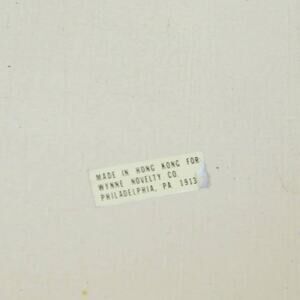 MADE IN HONG KONG FOR
WYNNE NOVELTY CO.
PHILADELPHIA, PA 1913